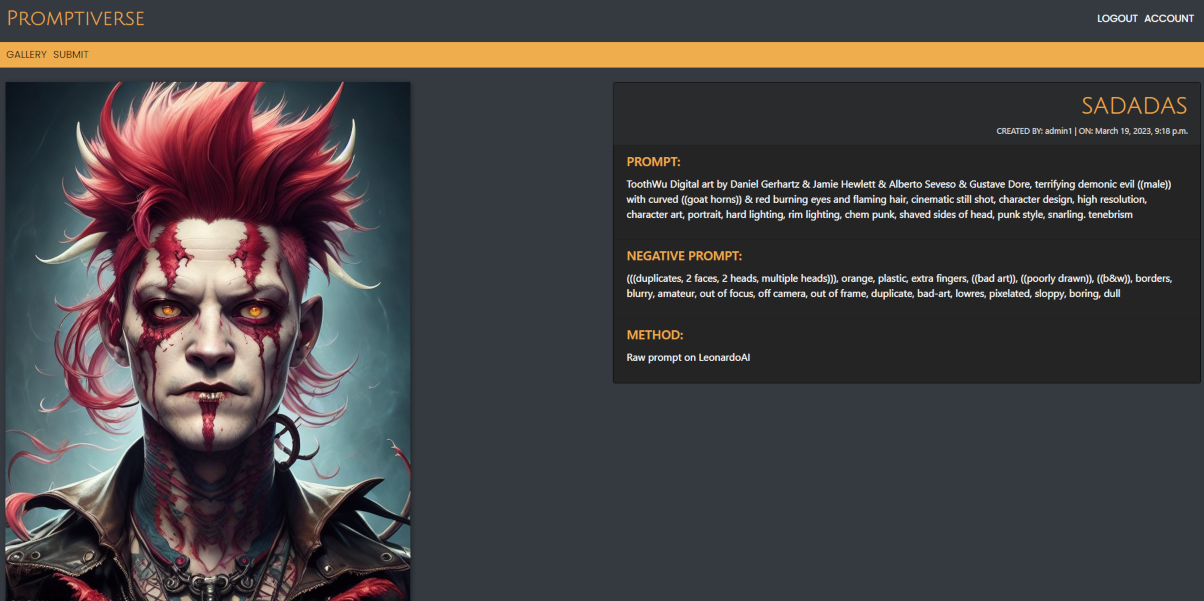 PROMPTIVERSE
LOGOUT ACCOUNT
GALLERY SUBMIT
SADADAS
CREATED BY: admin1 | ON: March 19, 2023, 9:18 p.m.
PROMPT:
ToothWu Digital art by Daniel Gerhartz & Jamie Hewlett & Alberto Seveso & Gustave Dore, terrifying demonic evil ((male))
with curved ((goat horns)) & red burning eyes and flaming hair, cinematic still shot, character design, high resolution,
character art, portrait, hard lighting, rim lighting, chem punk, shaved sides of head, punk style, snarling. tenebrism
NEGATIVE PROMPT:
(((duplicates, 2 faces, 2 heads, multiple heads))), orange, plastic, extra fingers, ((bad art)), ((poorly drawn)), ((b&w)), borders,
blurry, amateur, out of focus, off camera, out of frame, duplicate, bad-art, lowres, pixelated, sloppy, boring, dull
METHOD:
Raw prompt on LeonardoAI